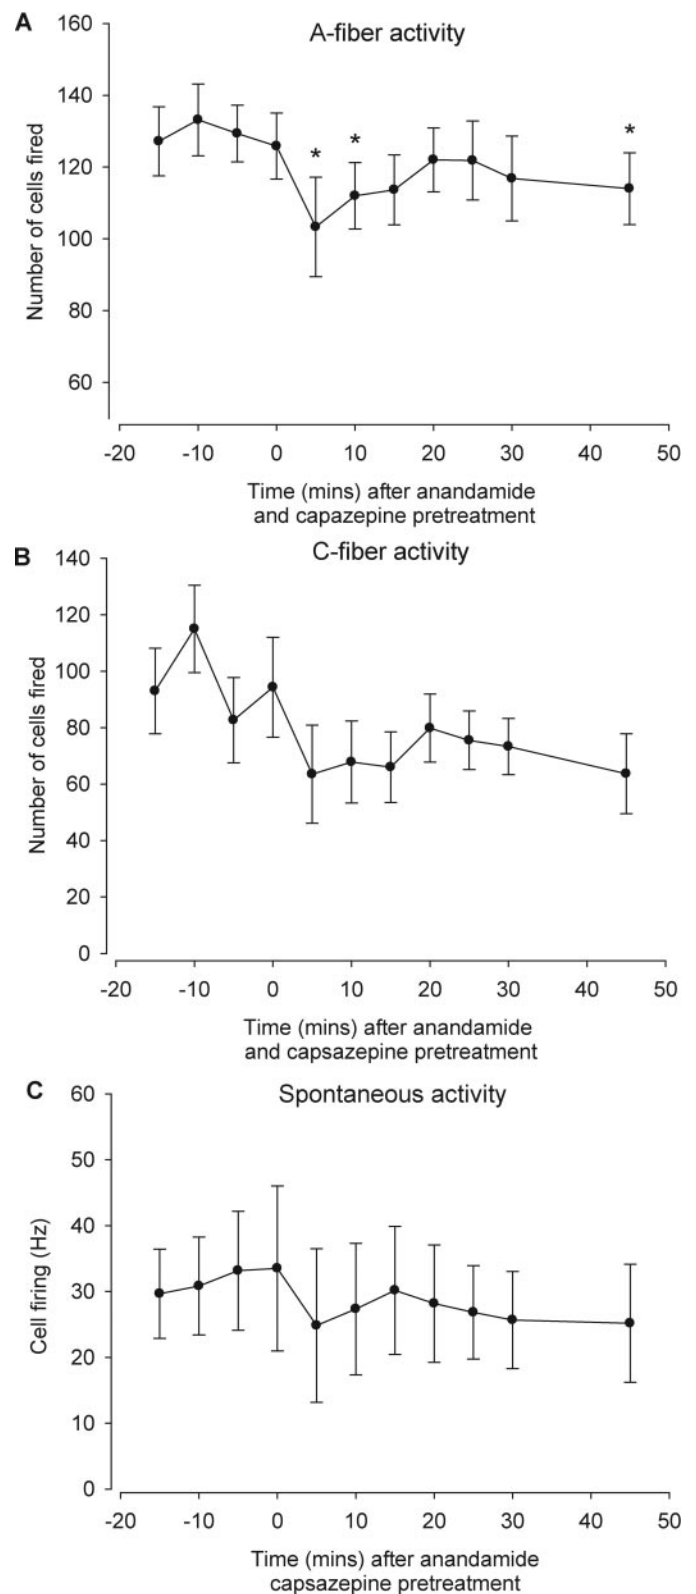 A
A-fiber activity
160
140
120
100
80
60
Number of cells fired
* * *
-20 -10 0 10 20 30 40 50
Time (mins) after anandamide
and capazepine pretreatment
B
C-fiber activity
140
120
100
80
60
40
20
0
Number of cells fired
-20 -10 0 10 20 30 40 50
Time (mins) after anandamide
and capsazepine pretreatment
C
Spontaneous activity
60
50
40
30
20
10
0
Cell firing (Hz)
-20 -10 0 10 20 30 40 50
Time (mins) after anandamide
capsazepine pretreatment